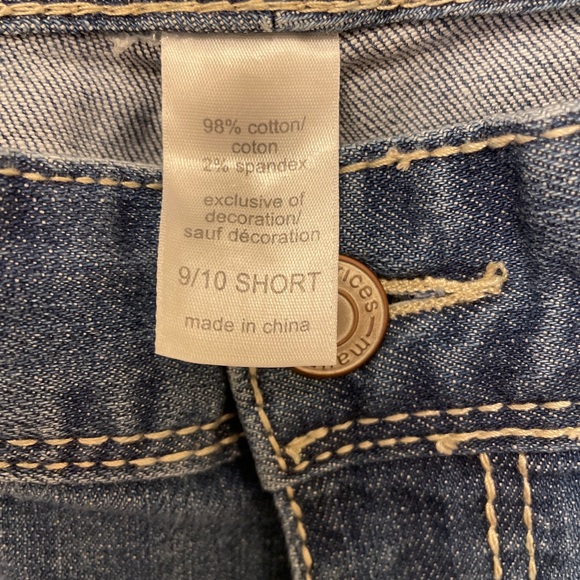 98% cotton/
coton
2% spandex
exclusive of
decoration/
sauf décoration
9/10 SHORT
made in china